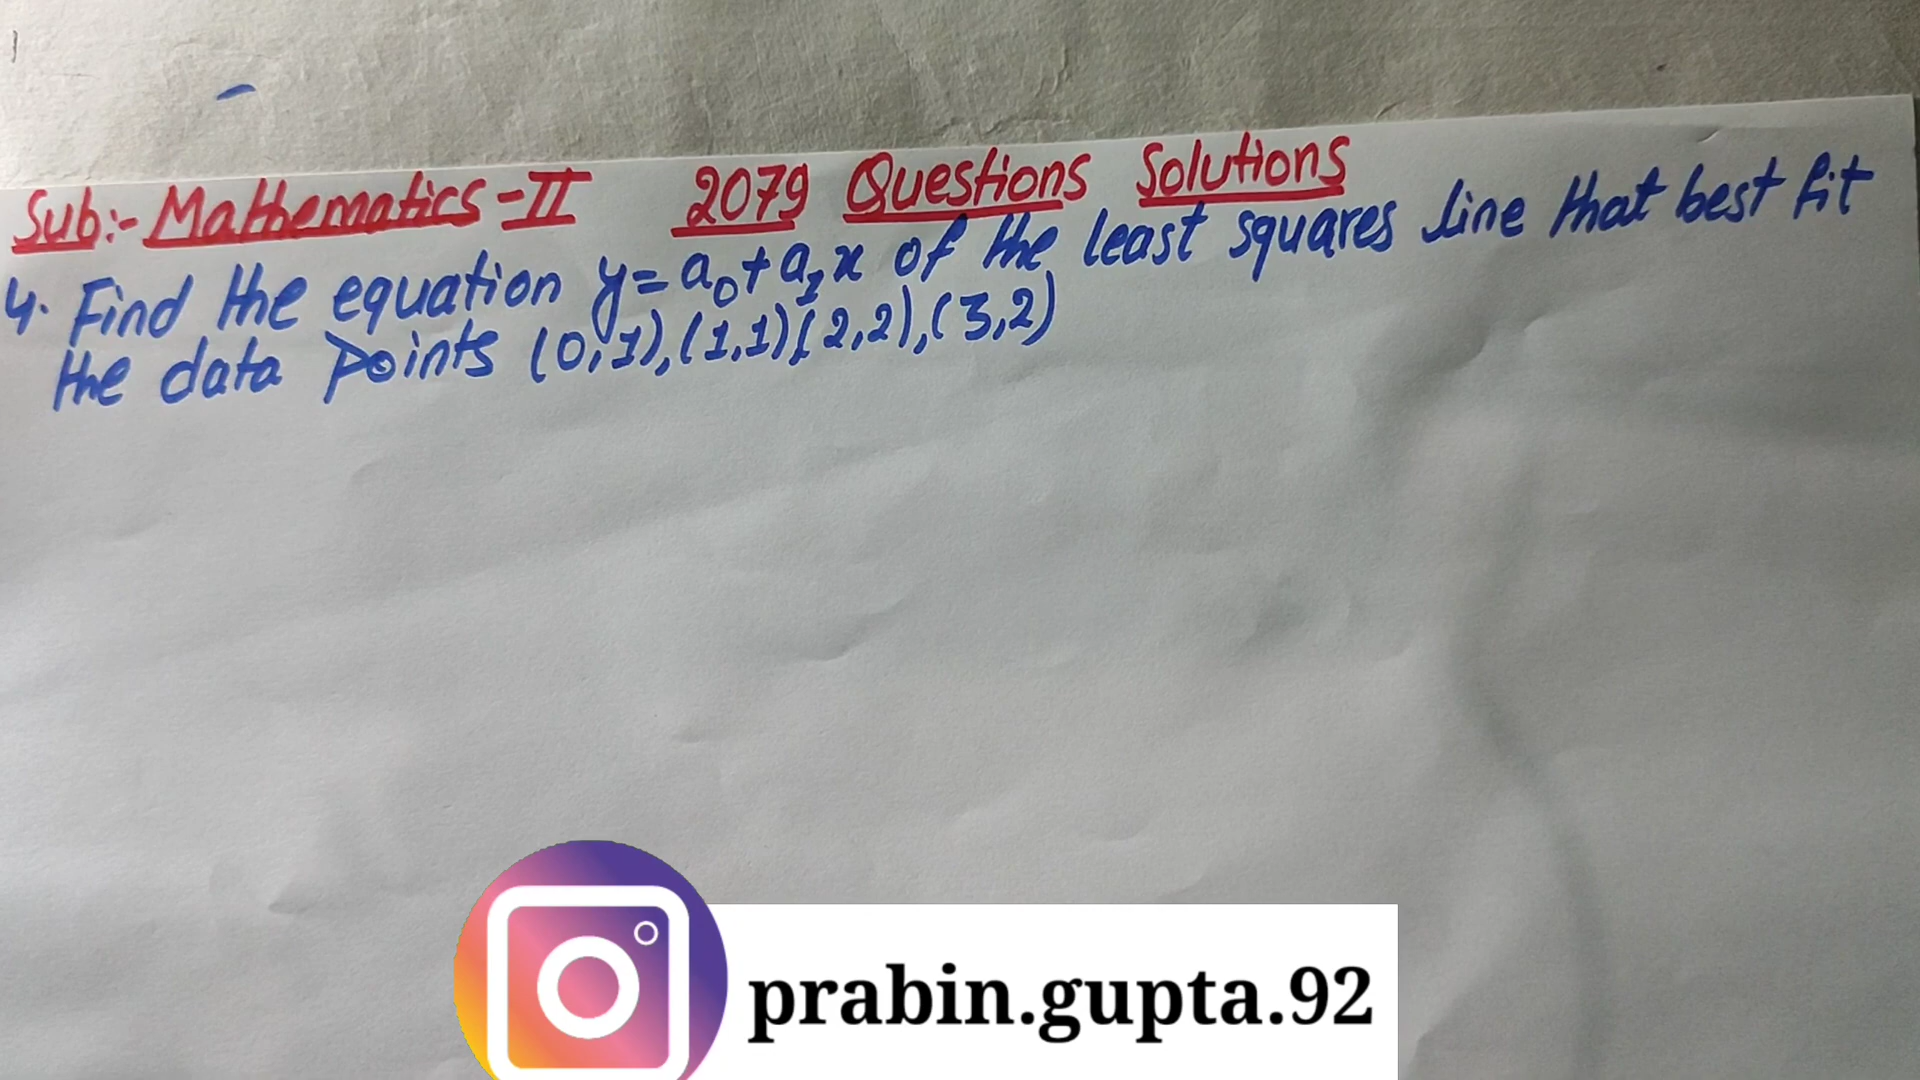 Sub:- Mathematics-II 2079 Questions Solutions
4. Find the equation y = a₀ + a₁x of the least squares line that best fit
the data points (0,1), (1,1) (2,2), (3,2)
prabin.gupta.92